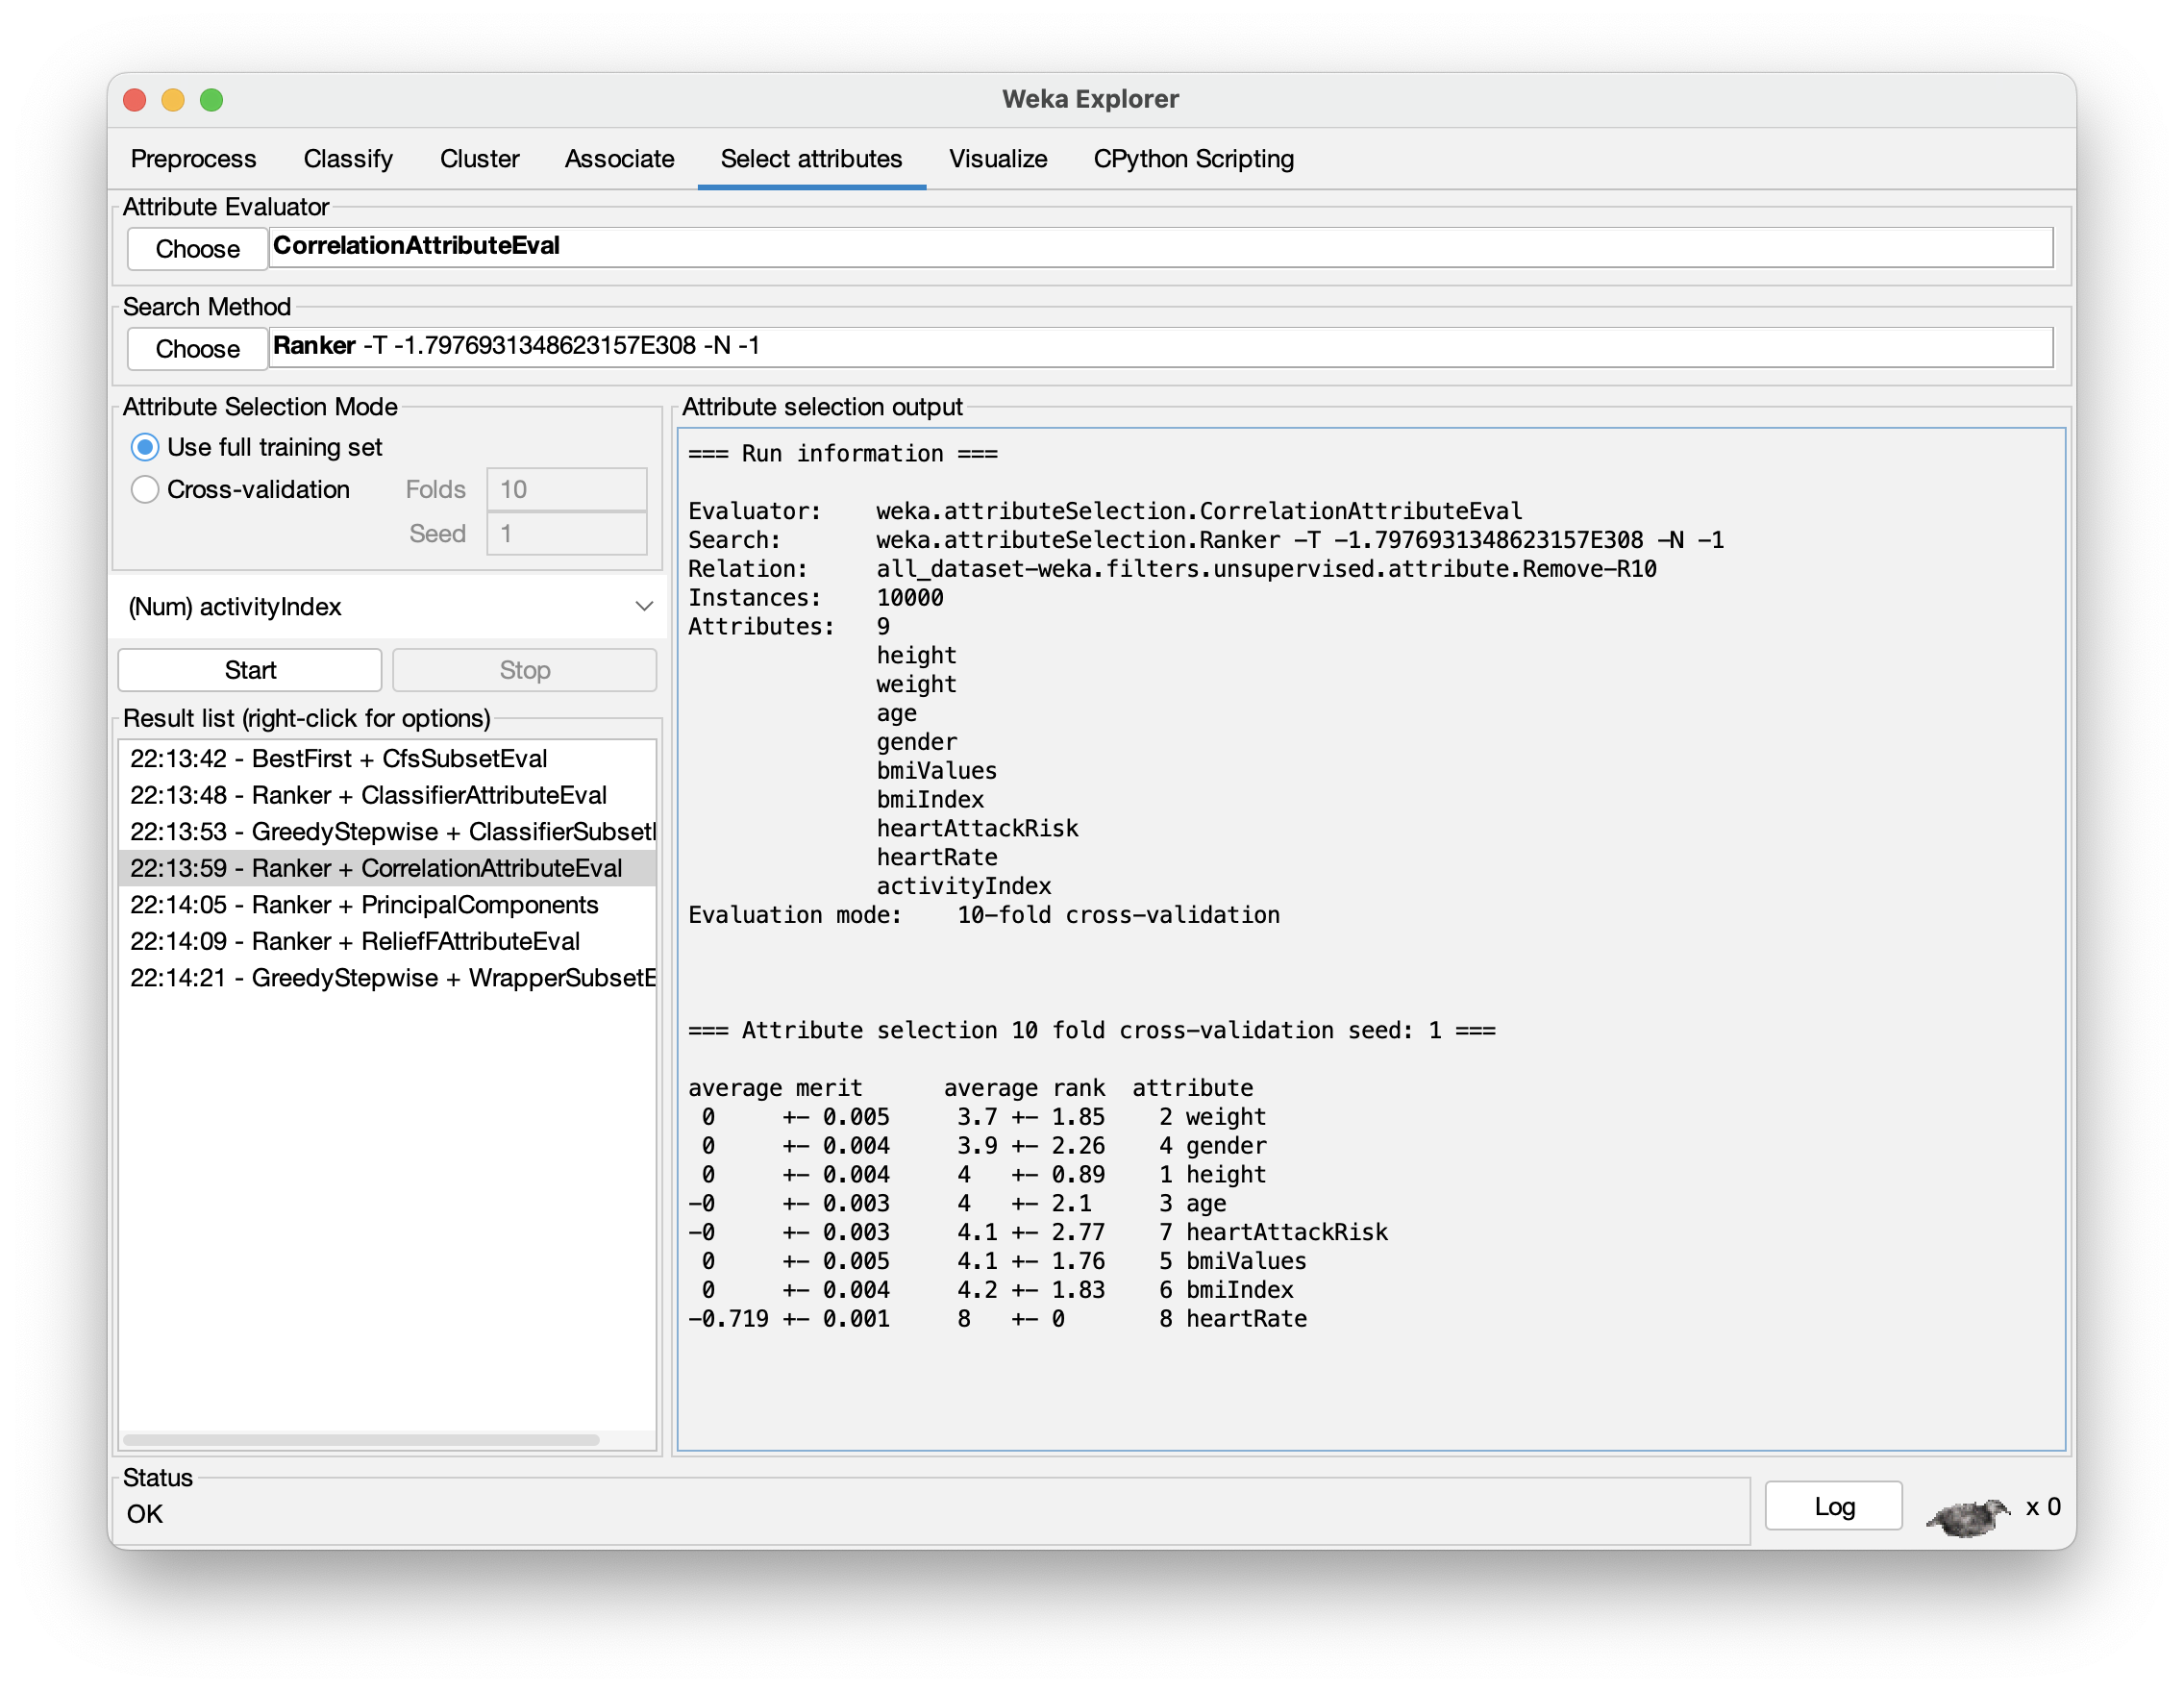 Weka Explorer
Preprocess Classify Cluster Associate Select attributes Visualize CPython Scripting
Attribute Evaluator
Choose CorrelationAttributeEval
Search Method
Choose Ranker -T -1.7976931348623157E308 -N -1
Attribute Selection Mode
Use full training set
Cross-validation Folds 10
Seed 1
(Num) activityIndex
Start Stop
Result list (right-click for options)
22:13:42 - BestFirst + CfsSubsetEval
22:13:48 - Ranker + ClassifierAttributeEval
22:13:53 - GreedyStepwise + ClassifierSubset
22:13:59 - Ranker + CorrelationAttributeEval
22:14:05 - Ranker + PrincipalComponents
22:14:09 - Ranker + ReliefFAttributeEval
22:14:21 - GreedyStepwise + WrapperSubsetE
Attribute selection output
=== Run information ===
Evaluator: weka.attributeSelection.CorrelationAttributeEval
Search: weka.attributeSelection.Ranker -T -1.7976931348623157E308 -N -1
Relation: all_dataset-weka.filters.unsupervised.attribute.Remove-R10
Instances: 10000
Attributes: 9
height
weight
age
gender
bmiValues
bmiIndex
heartAttackRisk
heartRate
activityIndex
Evaluation mode: 10-fold cross-validation
=== Attribute selection 10 fold cross-validation seed: 1 ===
average merit average rank attribute
0 +- 0.005 3.7 +- 1.85 2 weight
0 +- 0.004 3.9 +- 2.26 4 gender
0 +- 0.004 4 +- 0.89 1 height
-0 +- 0.003 4 +- 2.1 3 age
-0 +- 0.003 4.1 +- 2.77 7 heartAttackRisk
0 +- 0.005 4.1 +- 1.76 5 bmiValues
0 +- 0.004 4.2 +- 1.83 6 bmiIndex
-0.719 +- 0.001 8 +- 0 8 heartRate
Status
OK
Log x 0